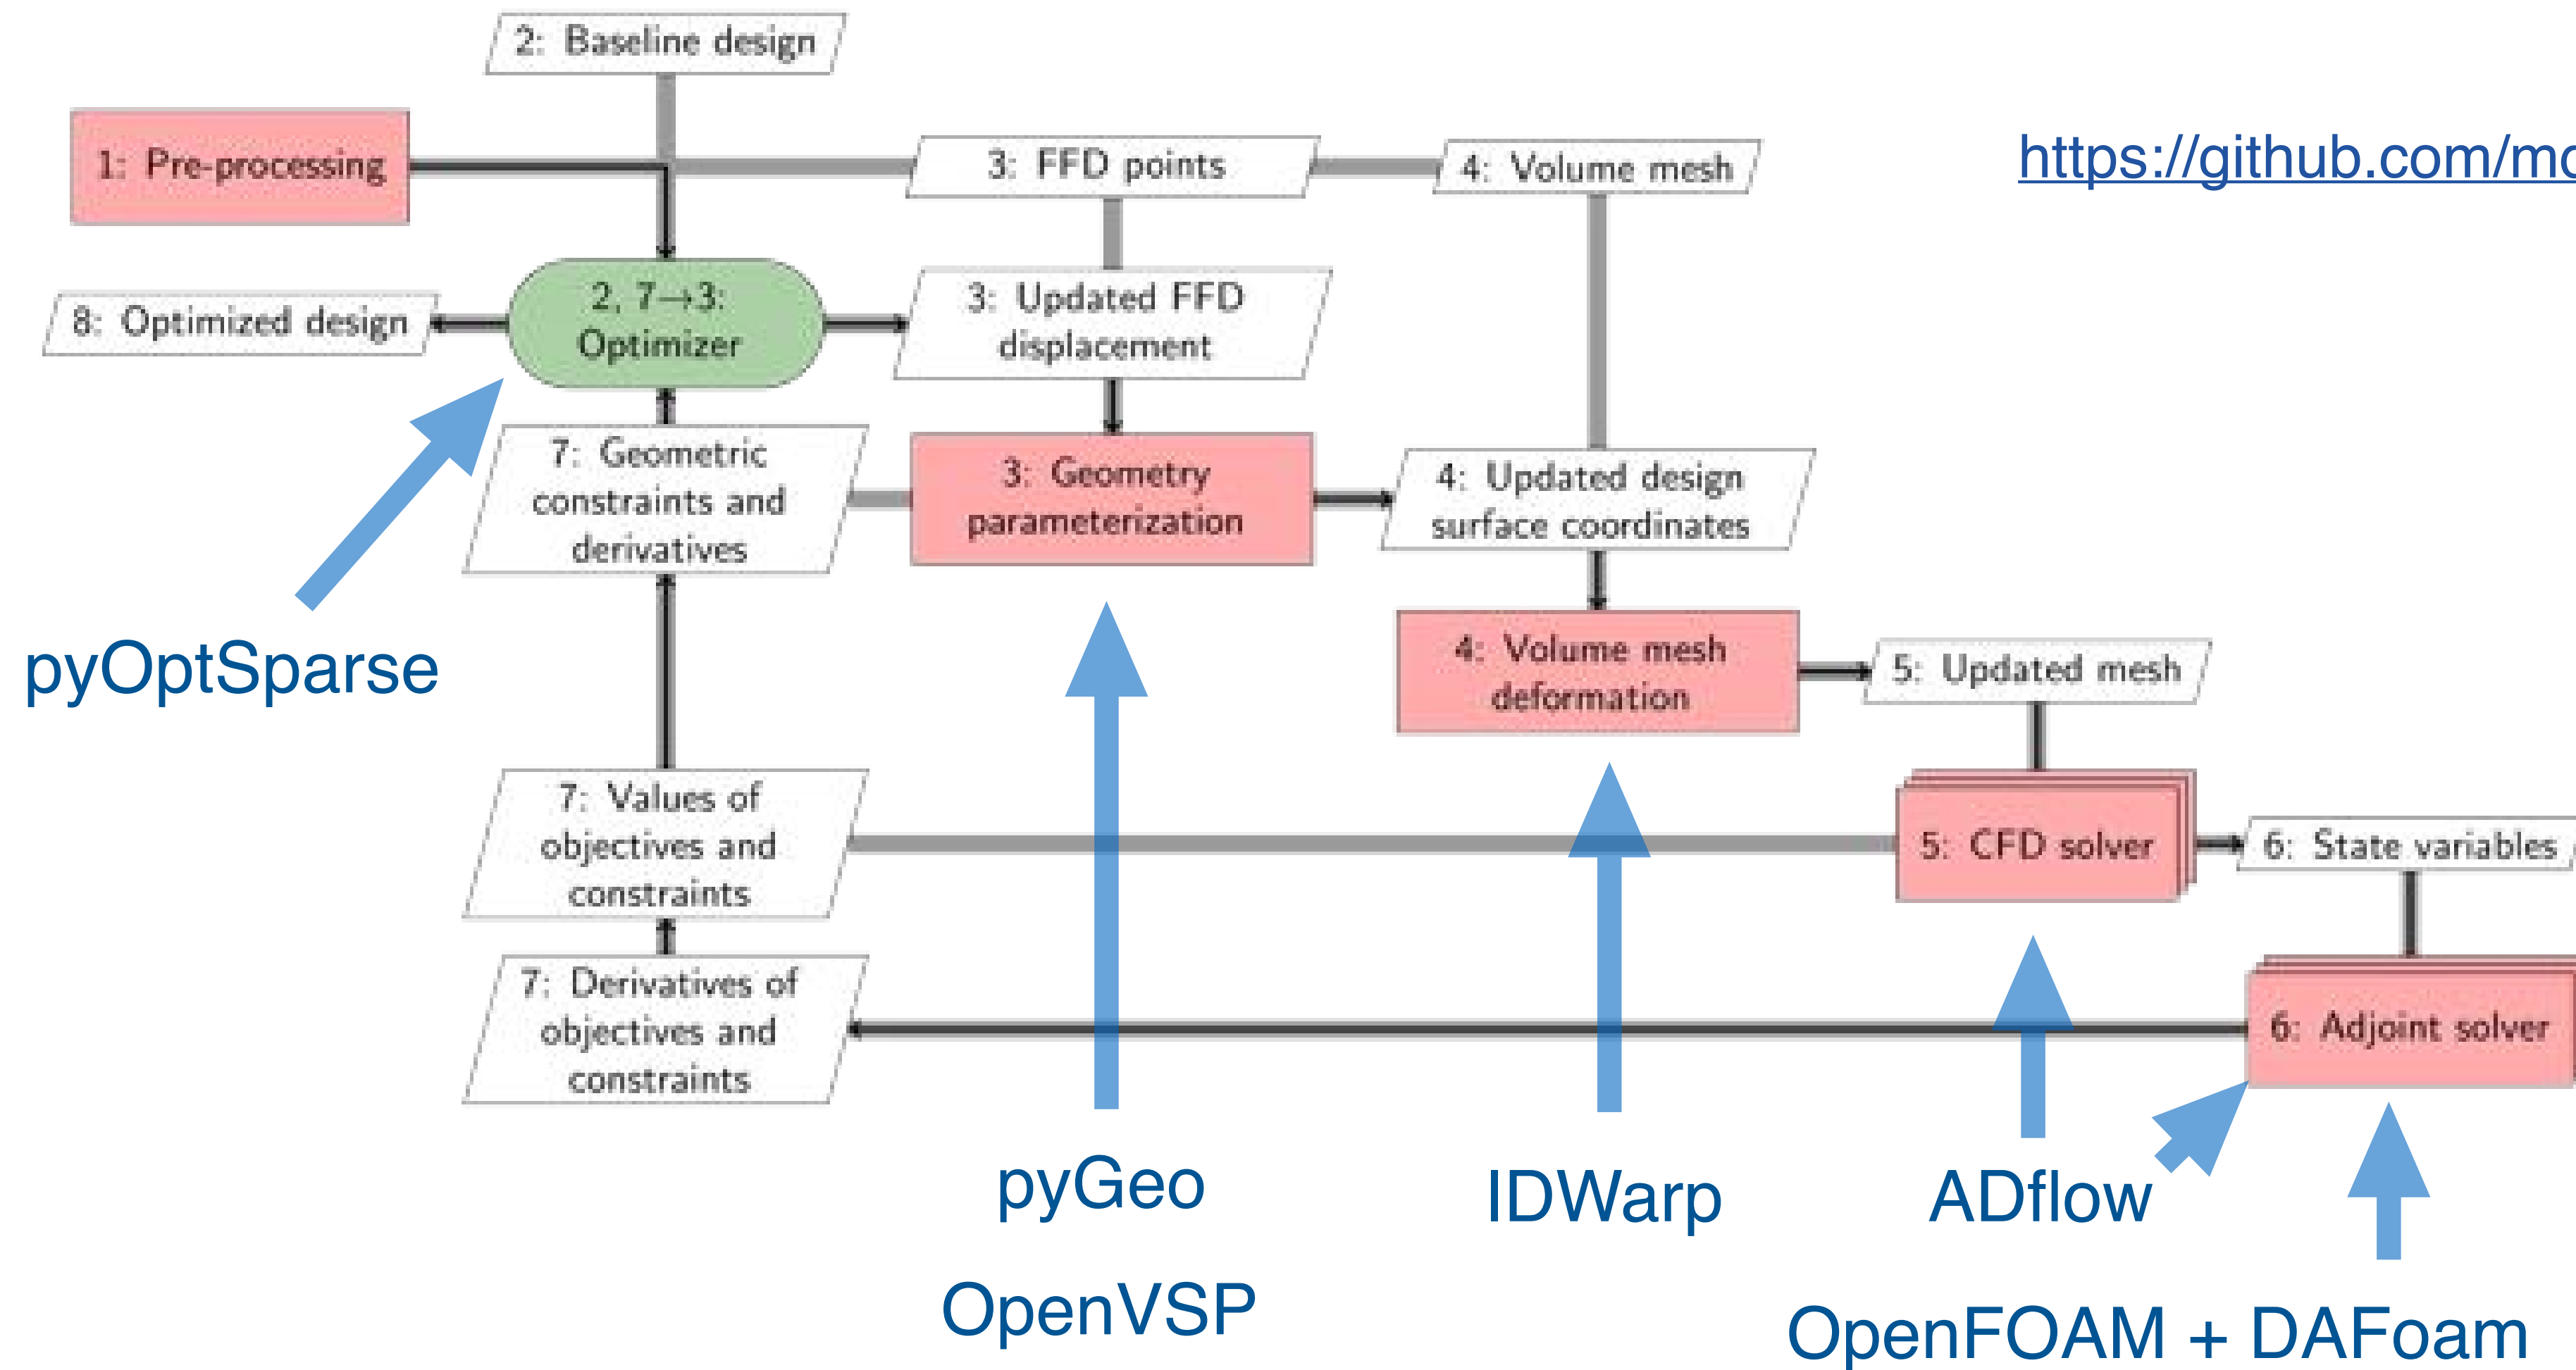 2: Baseline design
1: Pre-processing
3: FFD points
4: Volume mesh
https://github.com/
8: Optimized design
2, 7→3:
Optimizer
3: Updated FFD
displacement
7: Geometric
constraints and
derivatives
3: Geometry
parameterization
4: Updated design
surface coordinates
pyOptSparse
4: Volume mesh
deformation
5: Updated mesh
7: Values of
objectives and
constraints
5: CFD solver
6: State variables
7: Derivatives of
objectives and
constraints
6: Adjoint solver
pyGeo
IDWarp
ADflow
OpenVSP
OpenFOAM + DAFoam